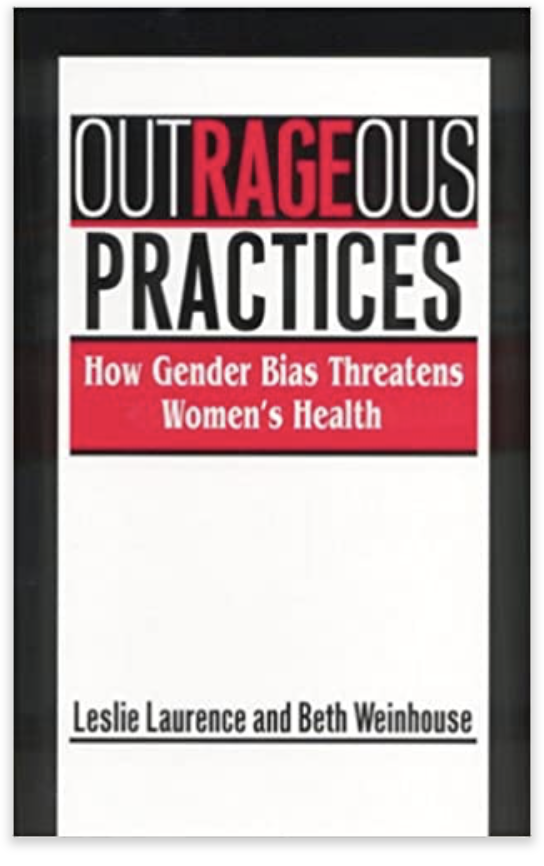 OUTRAGEOUS
PRACTICES
How Gender Bias Threatens
Women's Health
Leslie Laurence and Beth Weinhouse